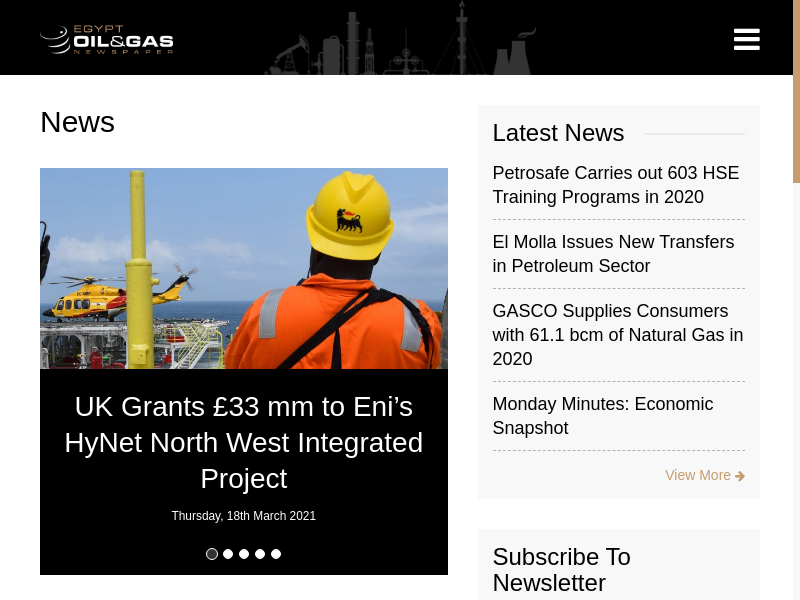 EGYPT
OIL&GAS
NEWSPAPER
News
UK Grants £33 mm to Eni’s
HyNet North West Integrated
Project
Thursday, 18th March 2021
Latest News
Petrosafe Carries out 603 HSE
Training Programs in 2020
El Molla Issues New Transfers
in Petroleum Sector
GASCO Supplies Consumers
with 61.1 bcm of Natural Gas in
2020
Monday Minutes: Economic
Snapshot
View More
Subscribe To
Newsletter